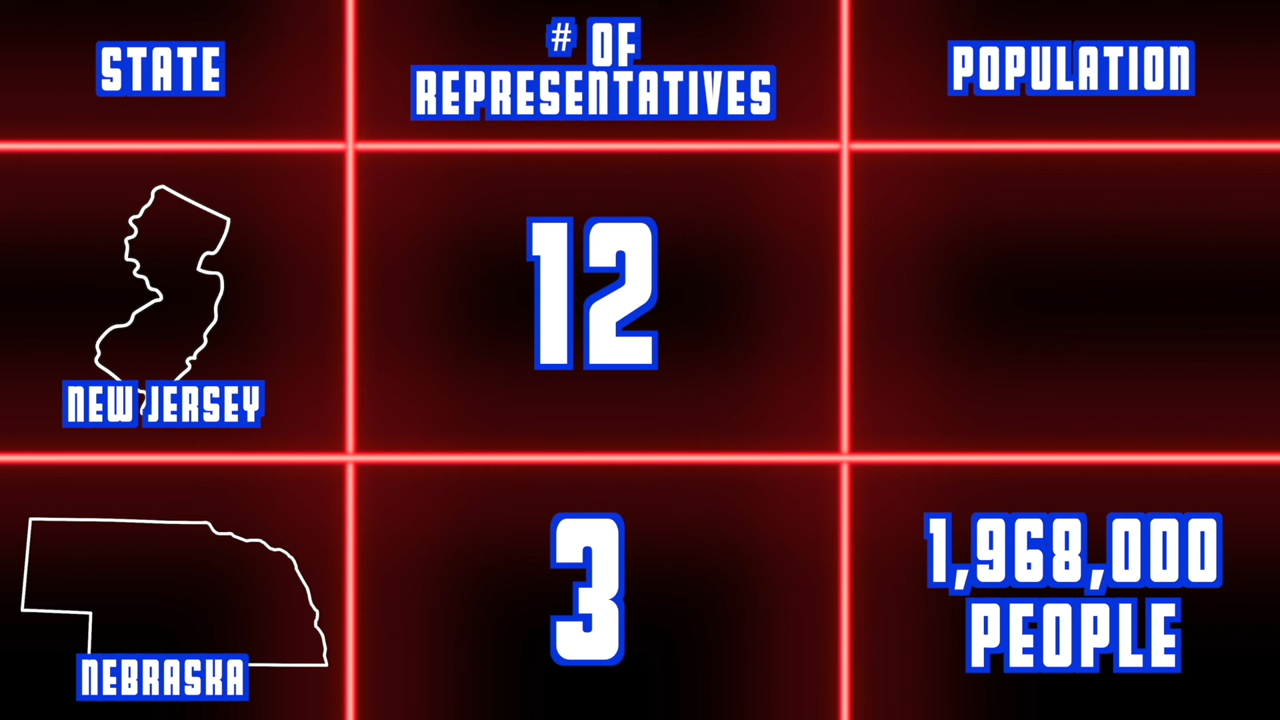 STATE
# OF
REPRESENTATIVES
POPULATION
NEW JERSEY
12
NEBRASKA
3
1,968,000
PEOPLE